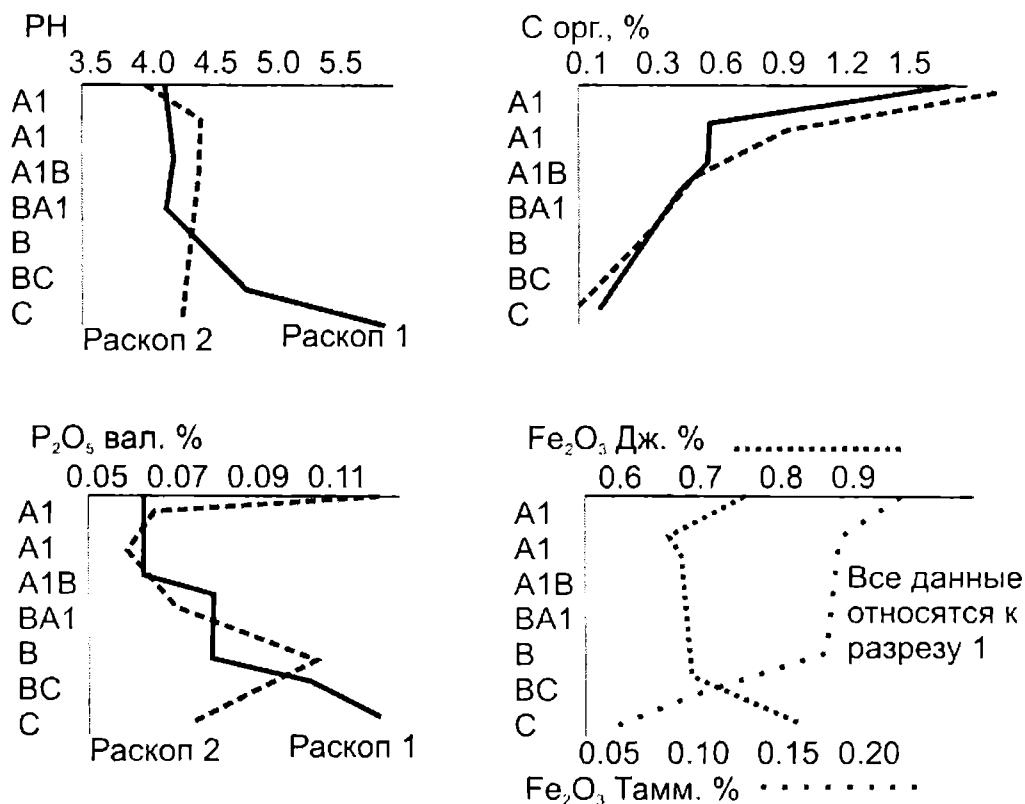 PH
3.5 4.0 4.5 5.0 5.5
A1
A1
A1B
BA1
B
BC
C
Раскоп 2 Раскоп 1
С орг., %
0.1 0.3 0.6 0.9 1.2 1.5
A1
A1
A1B
BA1
B
BC
C
P₂O₅ вал. %
0.05 0.07 0.09 0.11
A1
A1
A1B
BA1
B
BC
C
Раскоп 2 Раскоп 1
Fe₂O₃ Дж. %
0.6 0.7 0.8 0.9
A1
A1
A1B
BA1
B
BC
C
Все данные
относятся к
разрезу 1
0.05 0.10 0.15 0.20
Fe₂O₃ Тамм. %